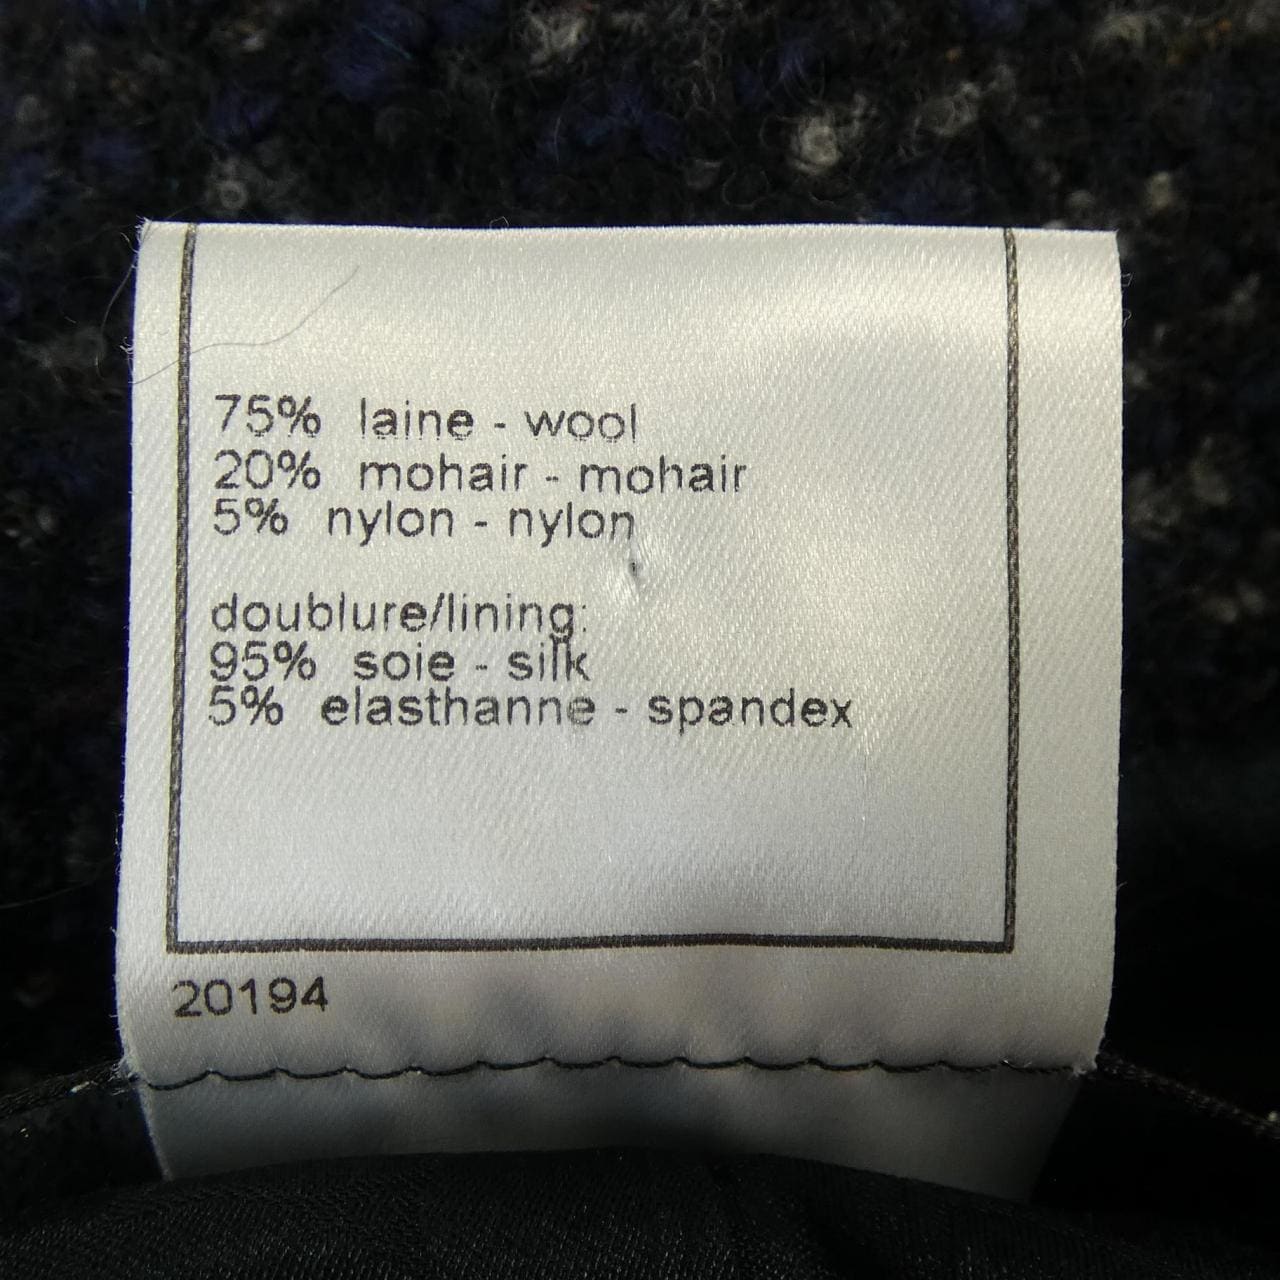 75% laine - wool
20% mohair - mohair
5% nylon - nylon
doublure/lining:
95% soie - silk
5% elasthanne - spandex
20194